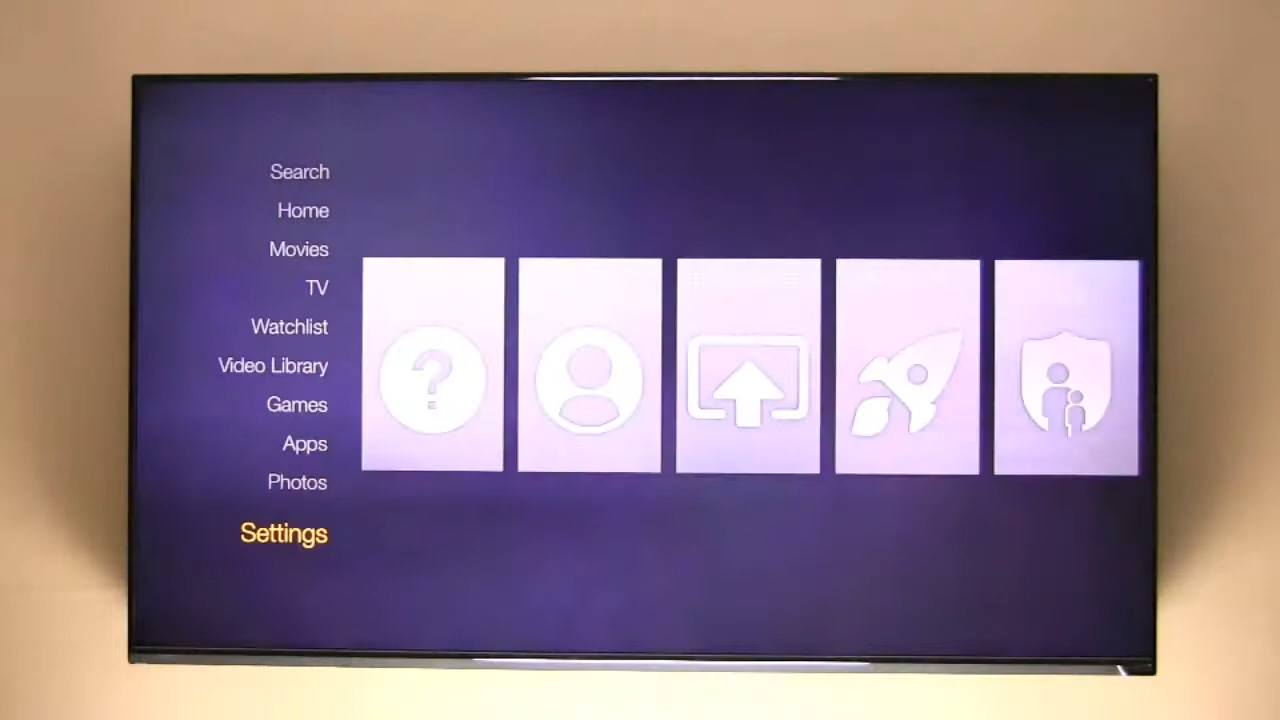 Search
Home
Movies
TV
Watchlist
Video Library
Games
Apps
Photos
Settings
?